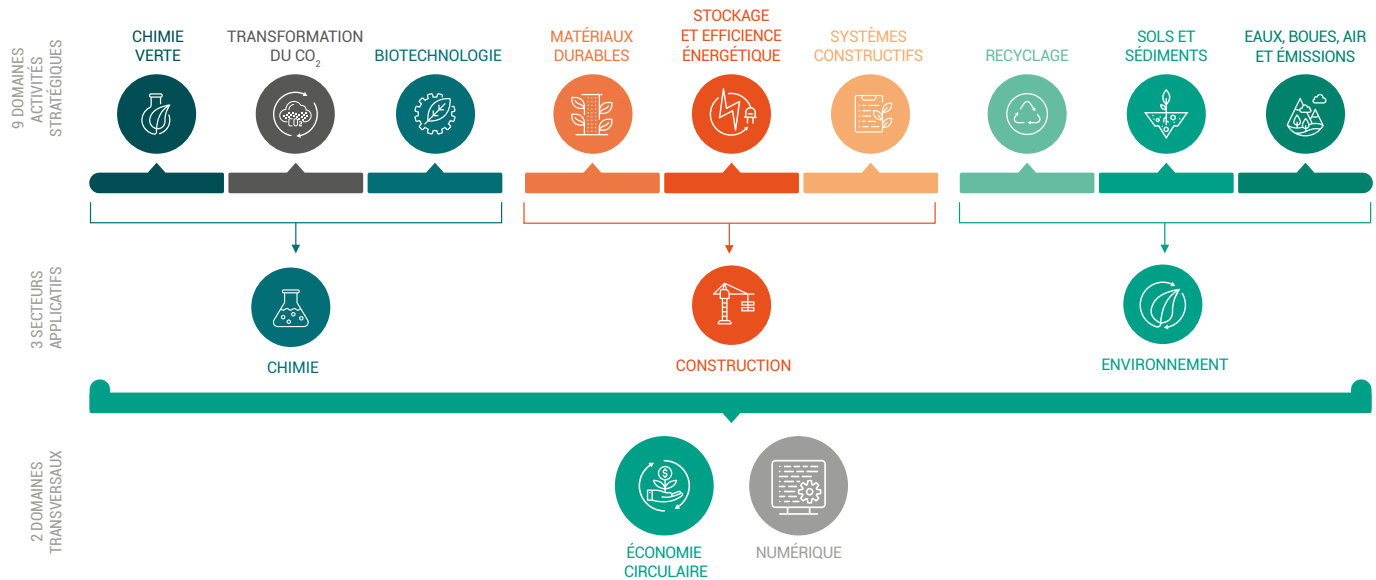 9 DOMAINES
ACTIVITÉS
STRATÉGIQUES
CHIMIE
VERTE
TRANSFORMATION
DU CO₂
BIOTECHNOLOGIE
MATÉRIAUX
DURABLES
STOCKAGE
ET EFFICIENCE
ÉNERGÉTIQUE
SYSTÈMES
CONSTRUCTIFS
RECYCLAGE
SOLS ET
SÉDIMENTS
EAUX, BOUES, AIR
ET ÉMISSIONS
CO₂
3 SECTEURS
APPLICATIFS
CHIMIE
CONSTRUCTION
ENVIRONNEMENT
2 DOMAINES
TRANSVERSAUX
$
ÉCONOMIE
CIRCULAIRE
NUMÉRIQUE